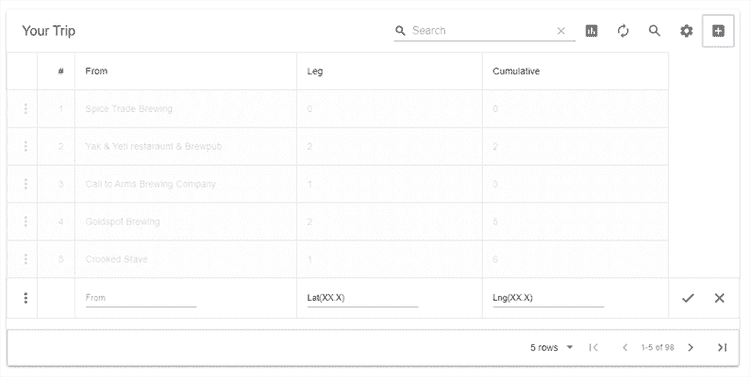 Your Trip
Search
# From Leg Cumulative
1 Spice Trade Brewing 0 0
2 Yak & Yeti restaraunt & Brewpub 2 2
3 Call to Arms Brewing Company 1 3
4 Goldspot Brewing 2 5
5 Crooked Stave 1 6
From Lat(XX.X) Lng(XX.X)
5 rows 1-5 of 98